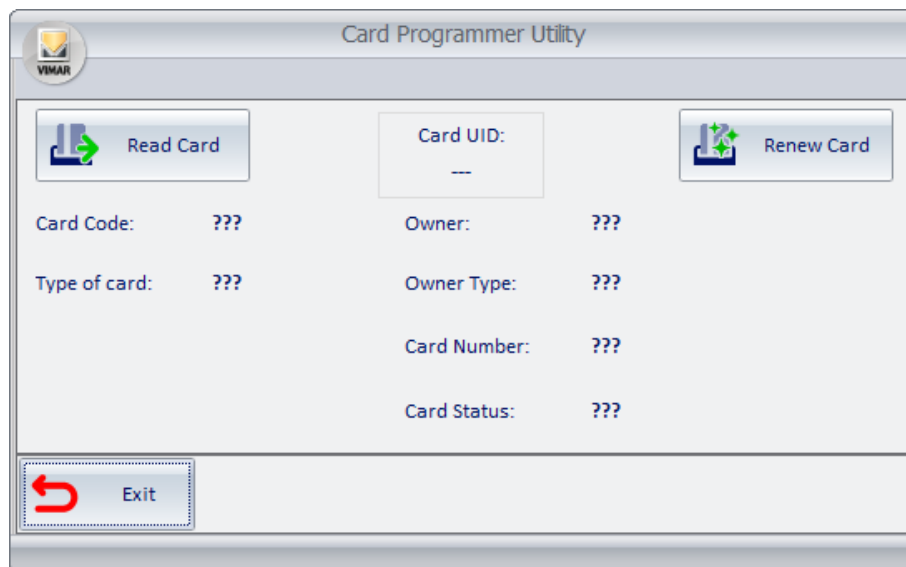 Card Programmer Utility
VIMAR
Read Card
Card UID:
---
Renew Card
Card Code: ???
Owner: ???
Type of card: ???
Owner Type: ???
Card Number: ???
Card Status: ???
Exit